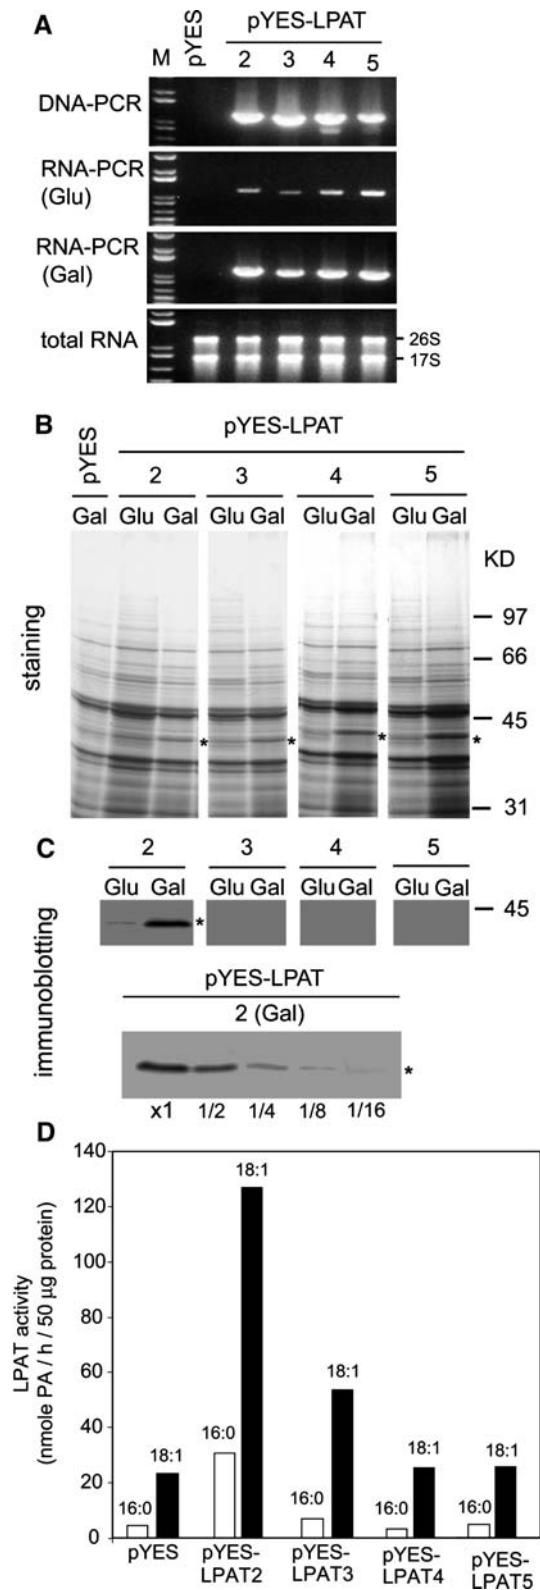 A
pYES
pYES-LPAT
M 2 3 4 5
DNA-PCR
RNA-PCR
(Glu)
RNA-PCR
(Gal)
total RNA
26S
17S
B
pYES
pYES-LPAT
2 3 4 5
Gal Glu Gal Glu Gal Glu Gal Glu Gal
KD
staining
97
66
45
* * * *
31
C
2 3 4 5
Glu Gal Glu Gal Glu Gal Glu Gal
45
*
immunoblotting
pYES-LPAT
2 (Gal)
*
x1 1/2 1/4 1/8 1/16
D
LPAT activity
(nmole PA / h / 50 µg protein)
140
120
100
80
60
40
20
0
16:0 18:1
16:0 18:1
16:0 18:1
16:0 18:1
16:0 18:1
pYES
pYES-
LPAT2
pYES-
LPAT3
pYES-
LPAT4
pYES-
LPAT5